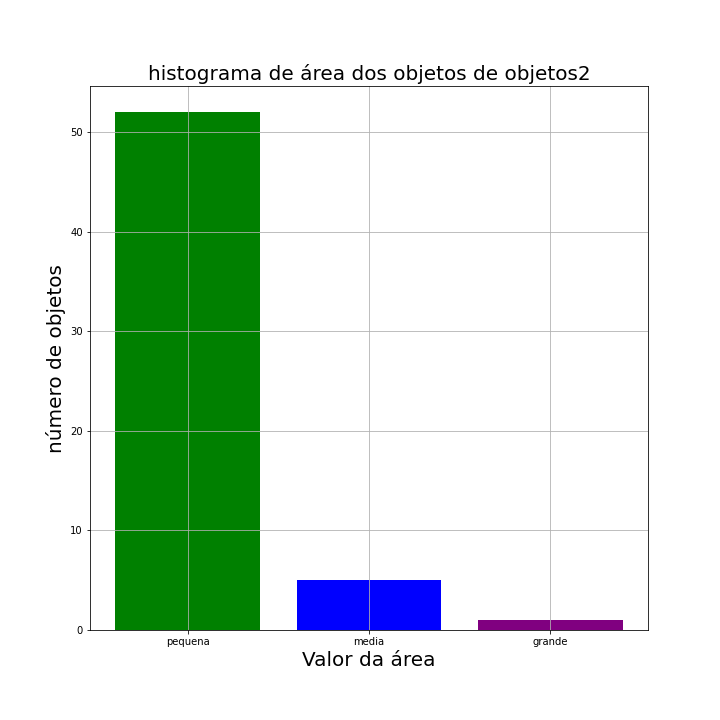 histograma de área dos objetos de objetos2
50
40
30
20
10
0
número de objetos
pequena media grande
Valor da área